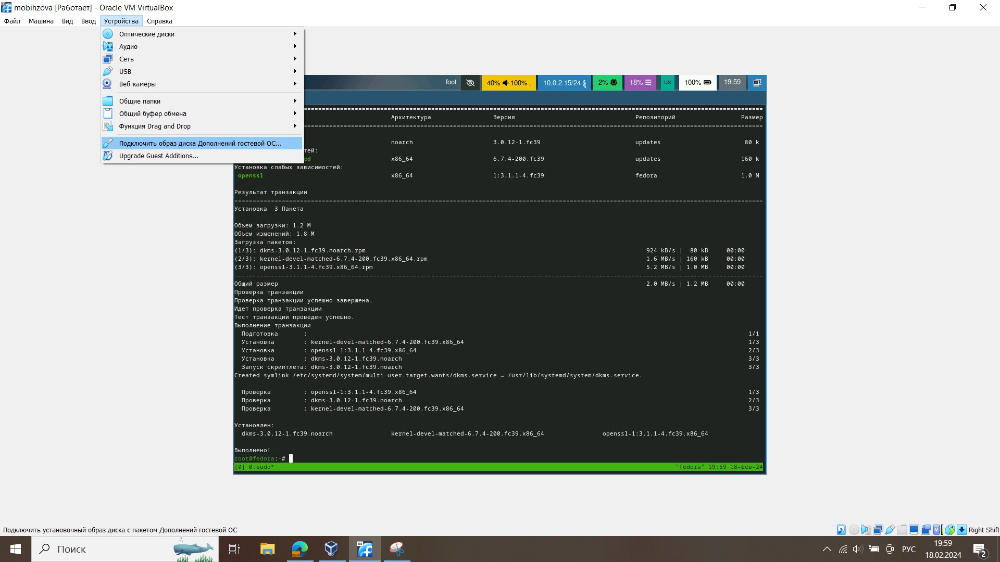 mobihzova [Работает] - Oracle VM VirtualBox
Файл Машина Вид Ввод Устройства Справка
Оптические диски
Аудио
Сеть
USB
Веб-камеры
Общие папки
Общий буфер обмена
Функция Drag and Drop
Подключить образ диска Дополнений гостевой ОС...
Upgrade Guest Additions...
foot 40% 100% 10.0.2.15/24 2% 18% us 100% 19:59
================================================================
Архитектура Версия Репозиторий Размер
================================================================
noarch 3.0.12-1.fc39 updates 80 k
тей:
ed x86_64 6.7.4-200.fc39 updates 160 k
Установка слабых зависимостей:
openssl x86_64 1:3.1.1-4.fc39 fedora 1.0 M
Результат транзакции
================================================================
Установка 3 Пакета
Объем загрузки: 1.2 M
Объем изменений: 1.8 M
Загрузка пакетов:
(1/3): dkms-3.0.12-1.fc39.noarch.rpm 924 kB/s | 80 kB 00:00
(2/3): kernel-devel-matched-6.7.4-200.fc39.x86_64.rpm 1.6 MB/s | 160 kB 00:00
(3/3): openssl-3.1.1-4.fc39.x86_64.rpm 5.2 MB/s | 1.0 MB 00:00
----------------------------------------------------------------
Общий размер 2.0 MB/s | 1.2 MB 00:00
Проверка транзакции
Проверка транзакции успешно завершена.
Идет проверка транзакции
Тест транзакции проведен успешно.
Выполнение транзакции
Подготовка : 1/1
Установка : kernel-devel-matched-6.7.4-200.fc39.x86_64 1/3
Установка : openssl-1:3.1.1-4.fc39.x86_64 2/3
Установка : dkms-3.0.12-1.fc39.noarch 3/3
Запуск скриптлета: dkms-3.0.12-1.fc39.noarch 3/3
Created symlink /etc/systemd/system/multi-user.target.wants/dkms.service → /usr/lib/systemd/system/dkms.service.
Проверка : openssl-1:3.1.1-4.fc39.x86_64 1/3
Проверка : dkms-3.0.12-1.fc39.noarch 2/3
Проверка : kernel-devel-matched-6.7.4-200.fc39.x86_64 3/3
Установлен:
dkms-3.0.12-1.fc39.noarch kernel-devel-matched-6.7.4-200.fc39.x86_64 openssl-1:3.1.1-4.fc39.x86_64
Выполнено!
root@fedora:~#
[0] 0:sudo* "fedora" 19:59 18-фев-24
Подключить установочный образ диска с пакетом Дополнений гостевой ОС
Right Shift
Поиск
64
РУС
19:59
18.02.2024
2